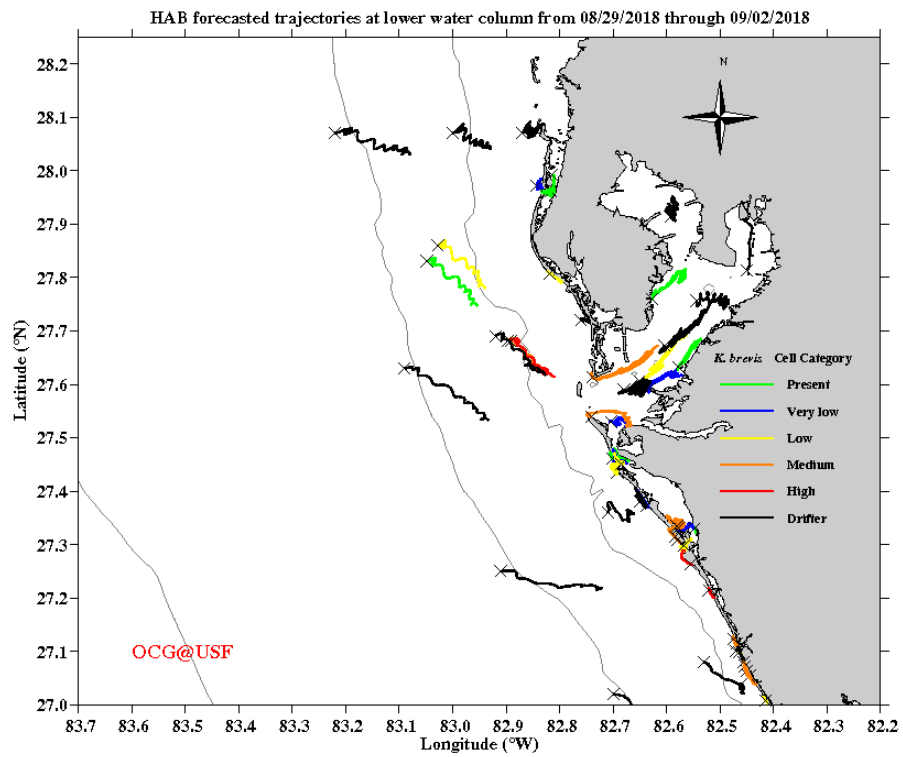 HAB forecasted trajectories at lower water column from 08/29/2018 through 09/02/2018
28.2
28.1
28.0
27.9
27.8
27.7
27.6
27.5
27.4
27.3
27.2
27.1
27.0
Latitude (°N)
N
K. brevis Cell Category
Present
Very low
Low
Medium
High
Drifter
OCG@USF
83.7 83.6 83.5 83.4 83.3 83.2 83.1 83.0 82.9 82.8 82.7 82.6 82.5 82.4 82.3 82.2
Longitude (°W)